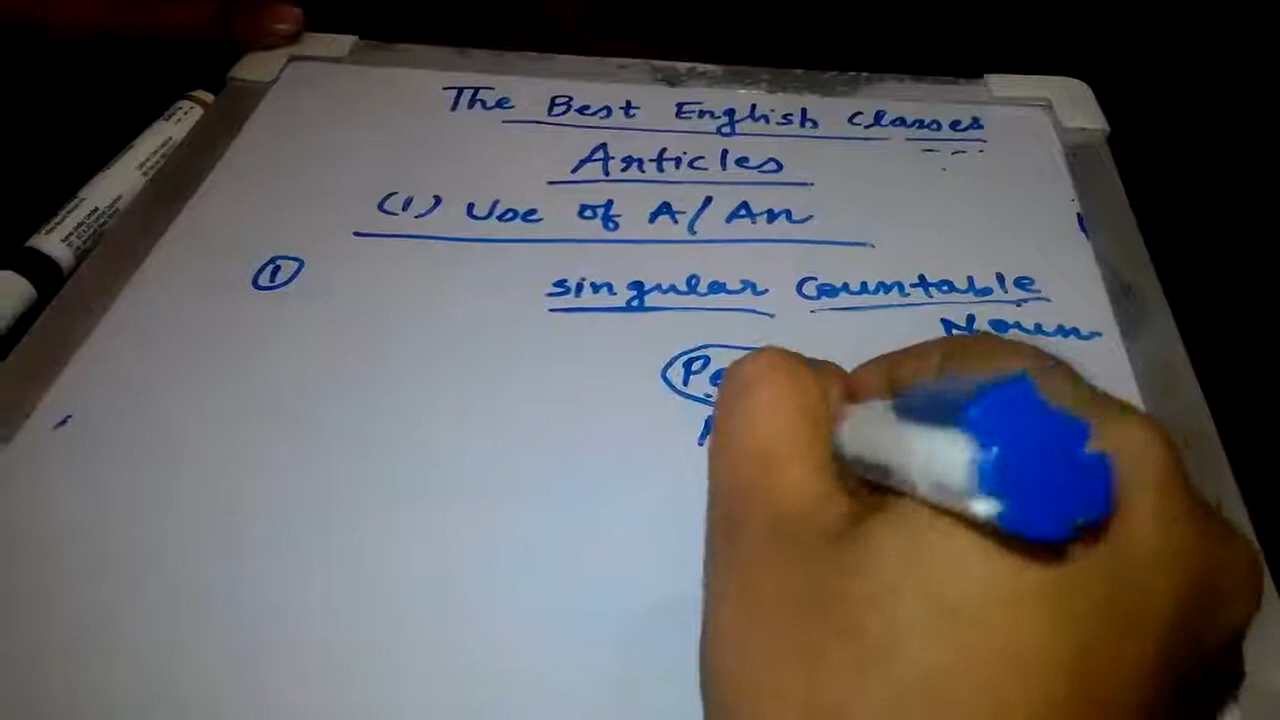 The Best English Classes
Articles
(1) Use of A/An
① singular Countable
Noun